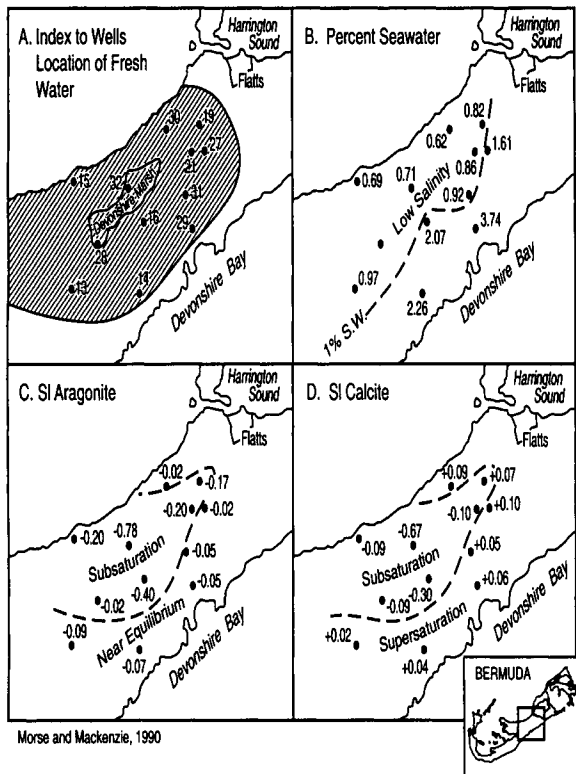 A. Index to Wells
Location of Fresh
Water
Harrington
Sound
Flatts
30
19
27
21
15
32
Devonshire Marsh
31
16
29
28
13
14
Devonshire Bay
B. Percent Seawater
Harrington
Sound
Flatts
0.82
0.62
1.61
0.86
0.69
0.71
0.92
Low Salinity
2.07
3.74
0.97
2.26
1% S.W.
Devonshire Bay
C. SI Aragonite
Harrington
Sound
Flatts
-0.02
-0.17
-0.20
-0.02
-0.20
-0.78
-0.05
Subsaturation
-0.40
-0.05
-0.02
Near Equilibrium
-0.09
-0.07
Devonshire Bay
D. SI Calcite
Harrington
Sound
Flatts
+0.09
+0.07
-0.10
+0.10
-0.09
-0.67
+0.05
Subsaturation
-0.30
+0.06
-0.09
Supersaturation
+0.02
+0.04
Devonshire Bay
BERMUDA
Morse and Mackenzie, 1990